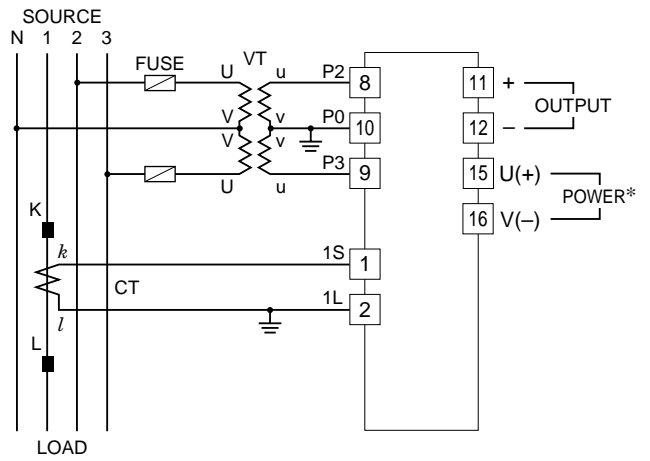 SOURCE
N 1 2 3
FUSE
VT
U u P2 8
V P0 10
V v v
P3 9
U u
11 +
OUTPUT
12 −
15 U(+)
POWER*
16 V(−)
K
k 1S 1
CT
l 1L 2
L
LOAD